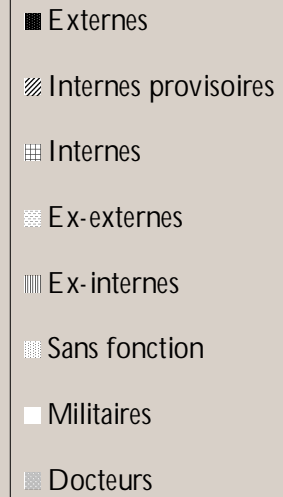 Externes
Internes provisoires
Internes
Ex-externes
Ex-internes
Sans fonction
Militaires
Docteurs